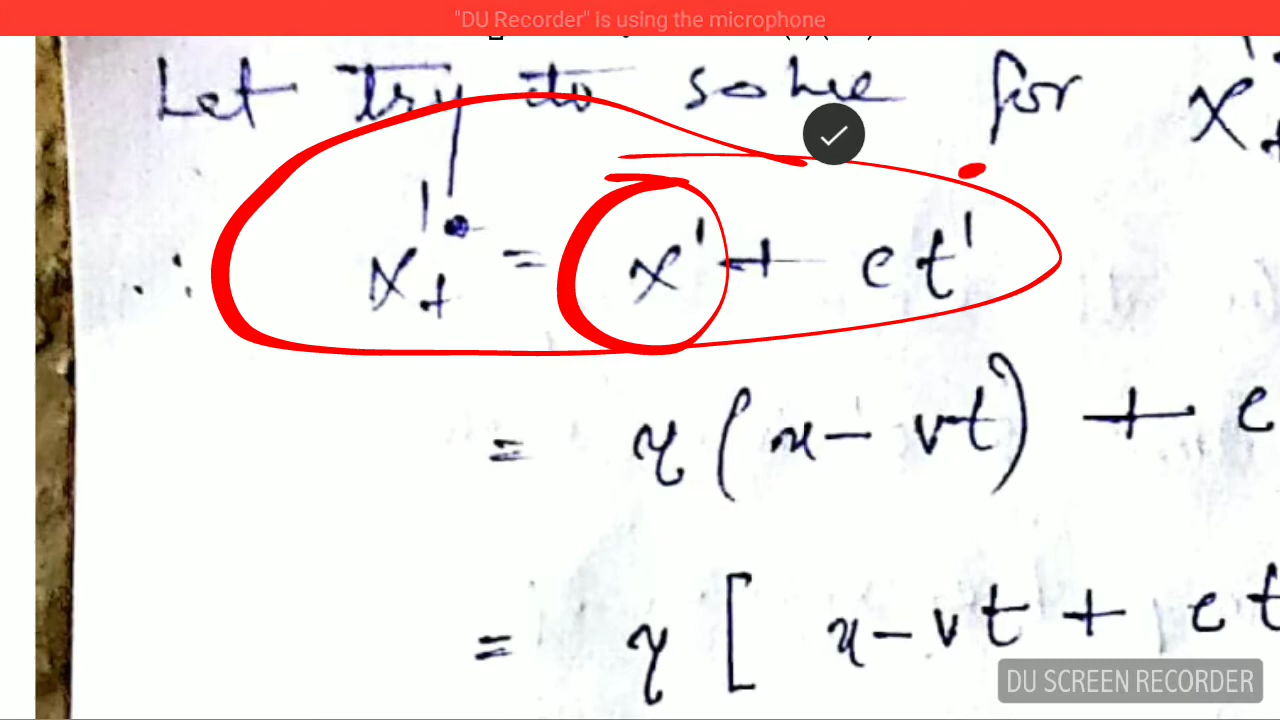 "DU Recorder" is using the microphone
Let try to solve for x'₊
∴ x'₊ = x' + ct'
= γ(x - vt) + c
= γ[ x - vt + ct
DU SCREEN RECORDER